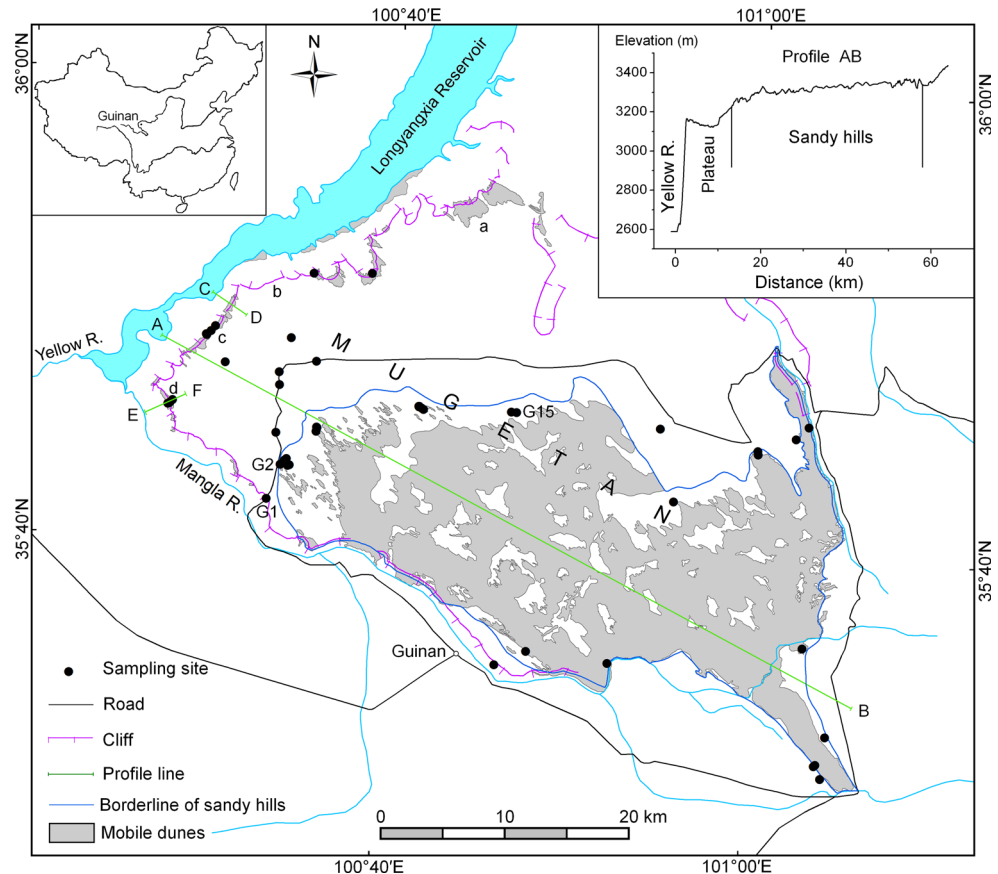 100°40′E
101°00′E
36°00′N
N
Guinan
Longyangxia Reservoir
Elevation (m)
Profile AB
3400
3200
3000
2800
2600
Yellow R.
Plateau
Sandy hills
0
20
40
60
Distance (km)
36°00′N
a
b
C
D
A
c
Yellow R.
d
F
E
MUGETAN
G15
G2
G1
Mangla R.
35°40′N
35°40′N
Guinan
B
Sampling site
Road
Cliff
Profile line
Borderline of sandy hills
Mobile dunes
0
10
20 km
100°40′E
101°00′E